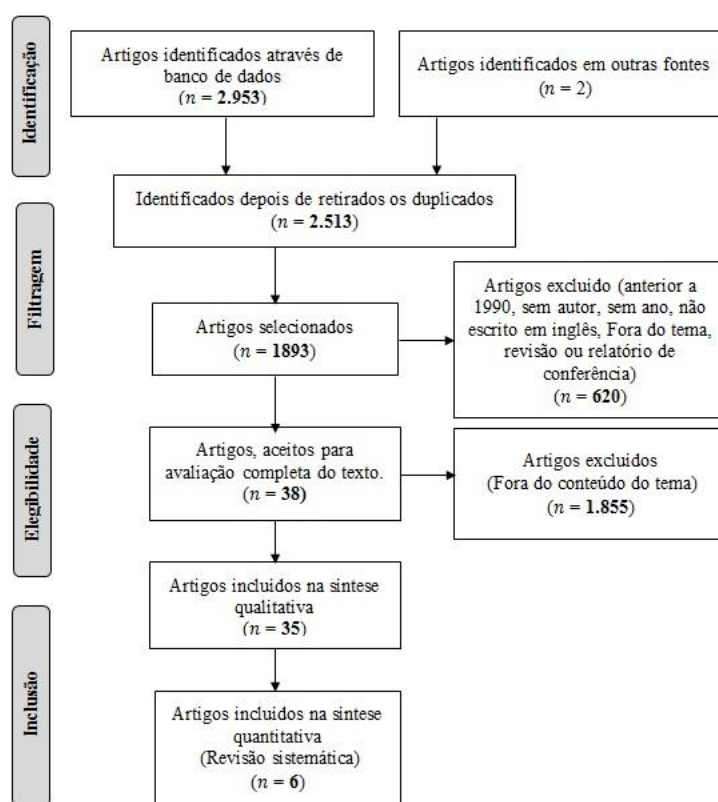 Identificação
Artigos identificados através de
banco de dados
(n = 2.953)
Artigos identificados em outras fontes
(n = 2)
Identificados depois de retirados os duplicados
(n = 2.513)
Filtragem
Artigos selecionados
(n = 1893)
Artigos excluído (anterior a
1990, sem autor, sem ano, não
escrito em inglês, Fora do tema,
revisão ou relatório de
conferência)
(n = 620)
Elegibilidade
Artigos, aceitos para
avaliação completa do texto.
(n = 38)
Artigos excluídos
(Fora do conteúdo do tema)
(n = 1.855)
Artigos incluídos na síntese
qualitativa
(n = 35)
Inclusão
Artigos incluídos na síntese
quantitativa
(Revisão sistemática)
(n = 6)